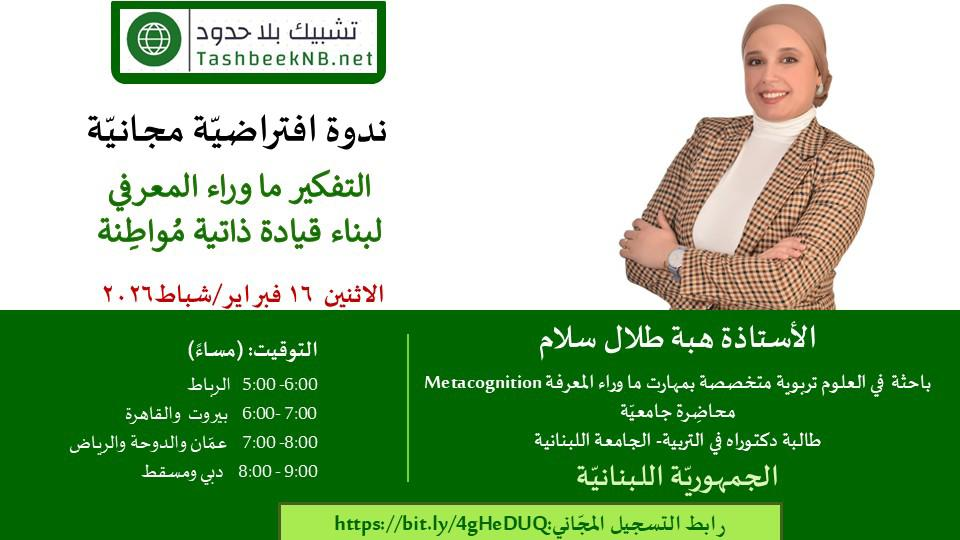 تشبيك بلا حدود
TashbeekNB.net
ندوة افتراضيّة مجانيّة
التفكير ما وراء المعرفي
لبناء قيادة ذاتية مُواطِنة
الاثنين ١٦ فبراير/شباط٢٠٢٦
الأستاذة هبة طلال سلام
باحثة في العلوم تربوية متخصصة بمهارت ما وراء المعرفة Metacognition
محاضِرة جامعيّة
طالبة دكتوراه في التربية- الجامعة اللبنانية
الجمهوريّة اللبنانيّة
التوقيت: (مساءً)
5:00 -6:00 الرباط
6:00- 7:00 بيروت والقاهرة
7:00 -8:00 عمّان والدوحة والرياض
8:00 - 9:00 دبي ومسقط
رابط التسجيل المجّاني:https://bit.ly/4gHeDUQ